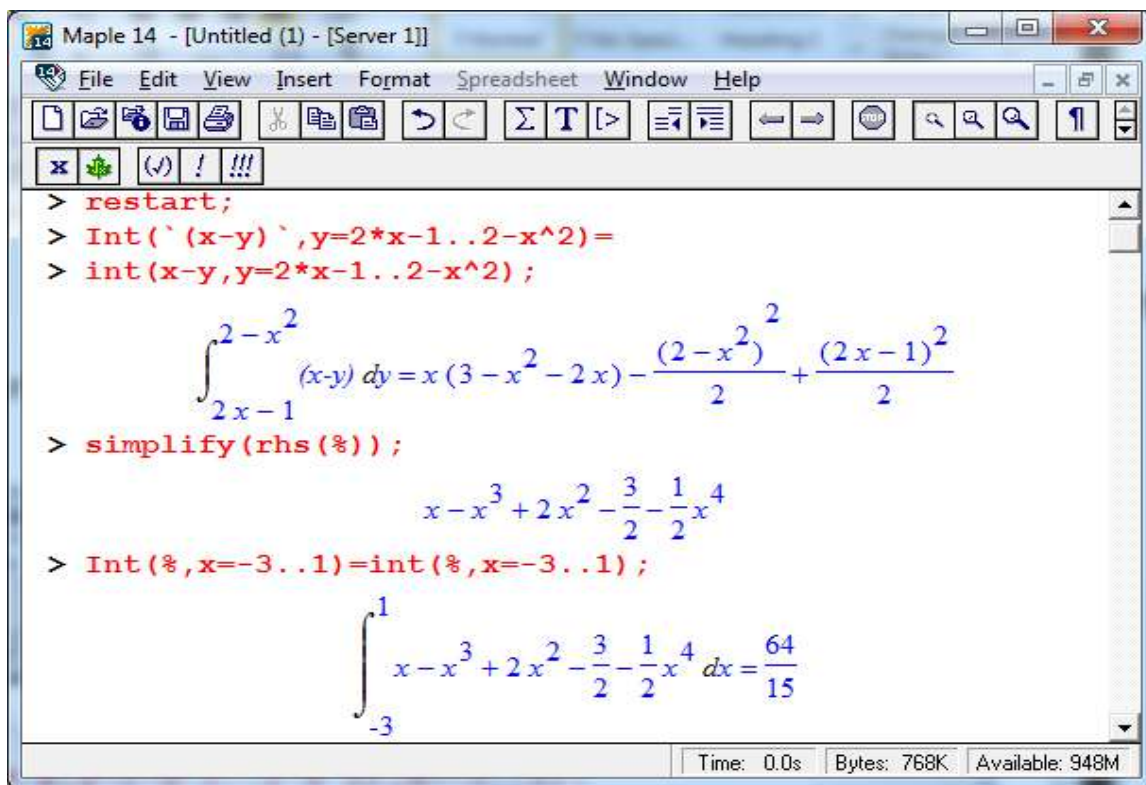 Maple 14 - [Untitled (1) - [Server 1]]
File Edit View Insert Format Spreadsheet Window Help
> restart;
> Int(`(x-y)`,y=2*x-1..2-x^2)=
> int(x-y,y=2*x-1..2-x^2);
∫_{2x-1}^{2-x^2} (x-y) dy = x (3 - x^2 - 2 x) - (2 - x^2)^2/2 + (2 x - 1)^2/2
> simplify(rhs(%));
x - x^3 + 2 x^2 - 3/2 - 1/2 x^4
> Int(%,x=-3..1)=int(%,x=-3..1);
∫_{-3}^{1} x - x^3 + 2 x^2 - 3/2 - 1/2 x^4 dx = 64/15
Time: 0.0s Bytes: 768K Available: 948M